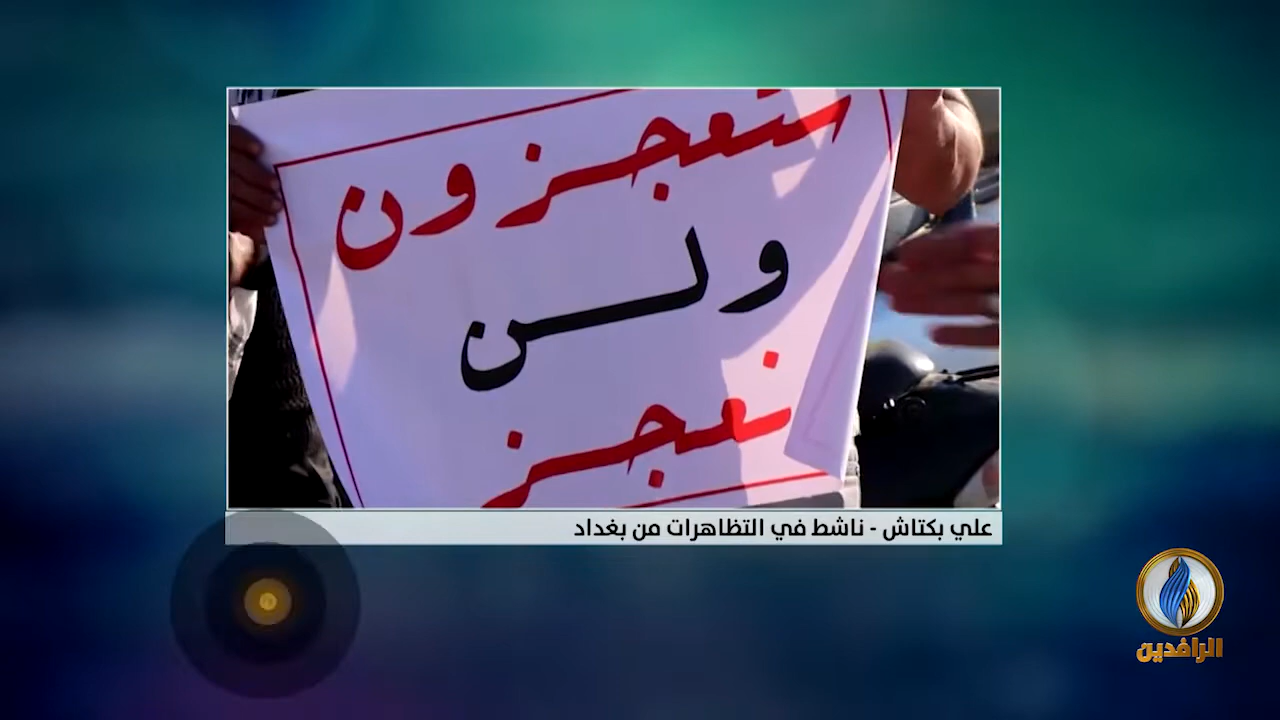 ستعجزون
ولن
نعجز
علي بكتاش - ناشط في التظاهرات من بغداد
الرافدين